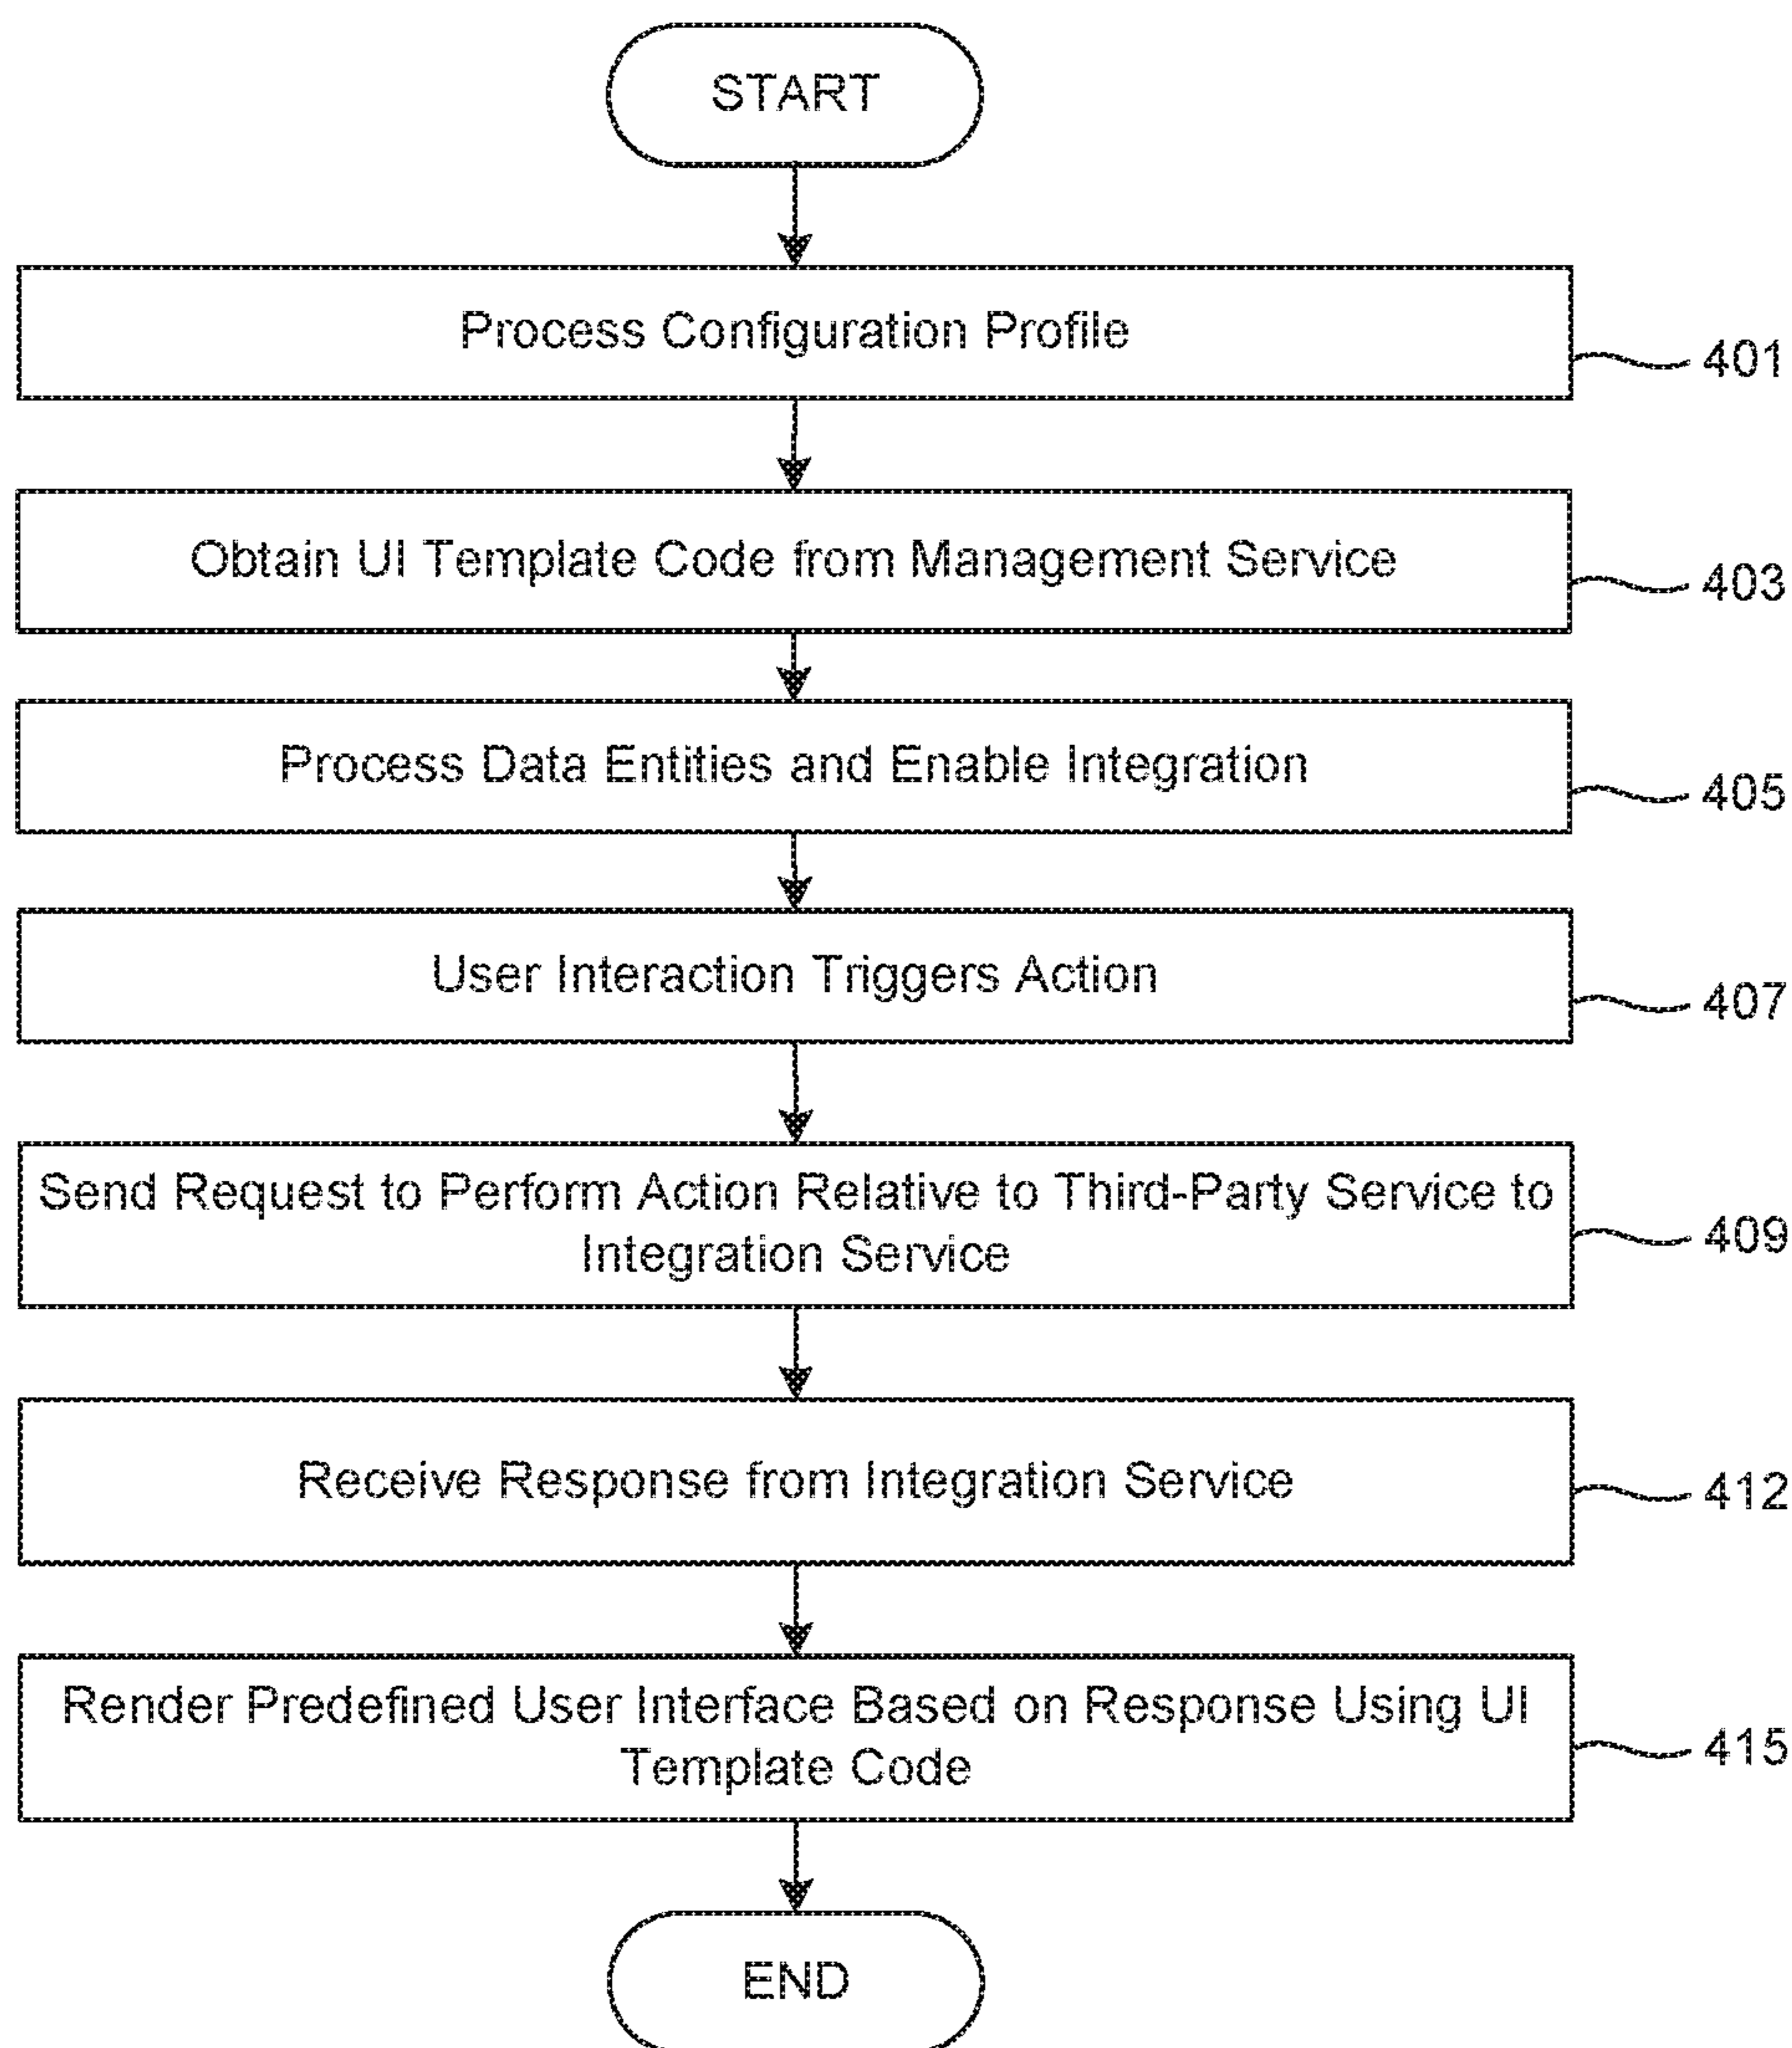 START
Process Configuration Profile
401
Obtain UI Template Code from Management Service
403
Process Data Entities and Enable Integration
405
User Interaction Triggers Action
407
Send Request to Perform Action Relative to Third-Party Service to
Integration Service
409
Receive Response from Integration Service
412
Render Predefined User Interface Based on Response Using UI
Template Code
415
END